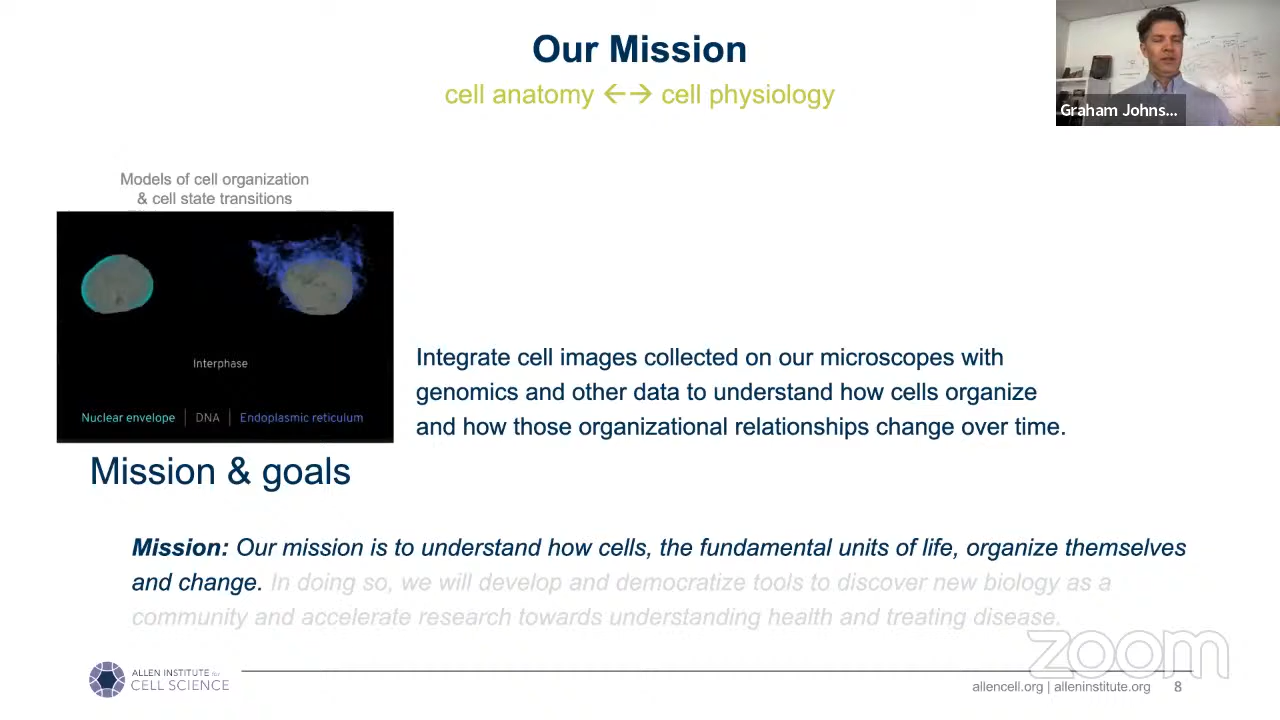 Our Mission
cell anatomy ←→ cell physiology
Graham Johns...
Models of cell organization
& cell state transitions
Interphase
Nuclear envelope | DNA | Endoplasmic reticulum
Integrate cell images collected on our microscopes with
genomics and other data to understand how cells organize
and how those organizational relationships change over time.
Mission & goals
Mission: Our mission is to understand how cells, the fundamental units of life, organize themselves
and change. In doing so, we will develop and democratize tools to discover new biology as a
community and accelerate research towards understanding health and treating disease.
zoom
ALLEN INSTITUTE for
CELL SCIENCE
allencell.org | alleninstitute.org 8